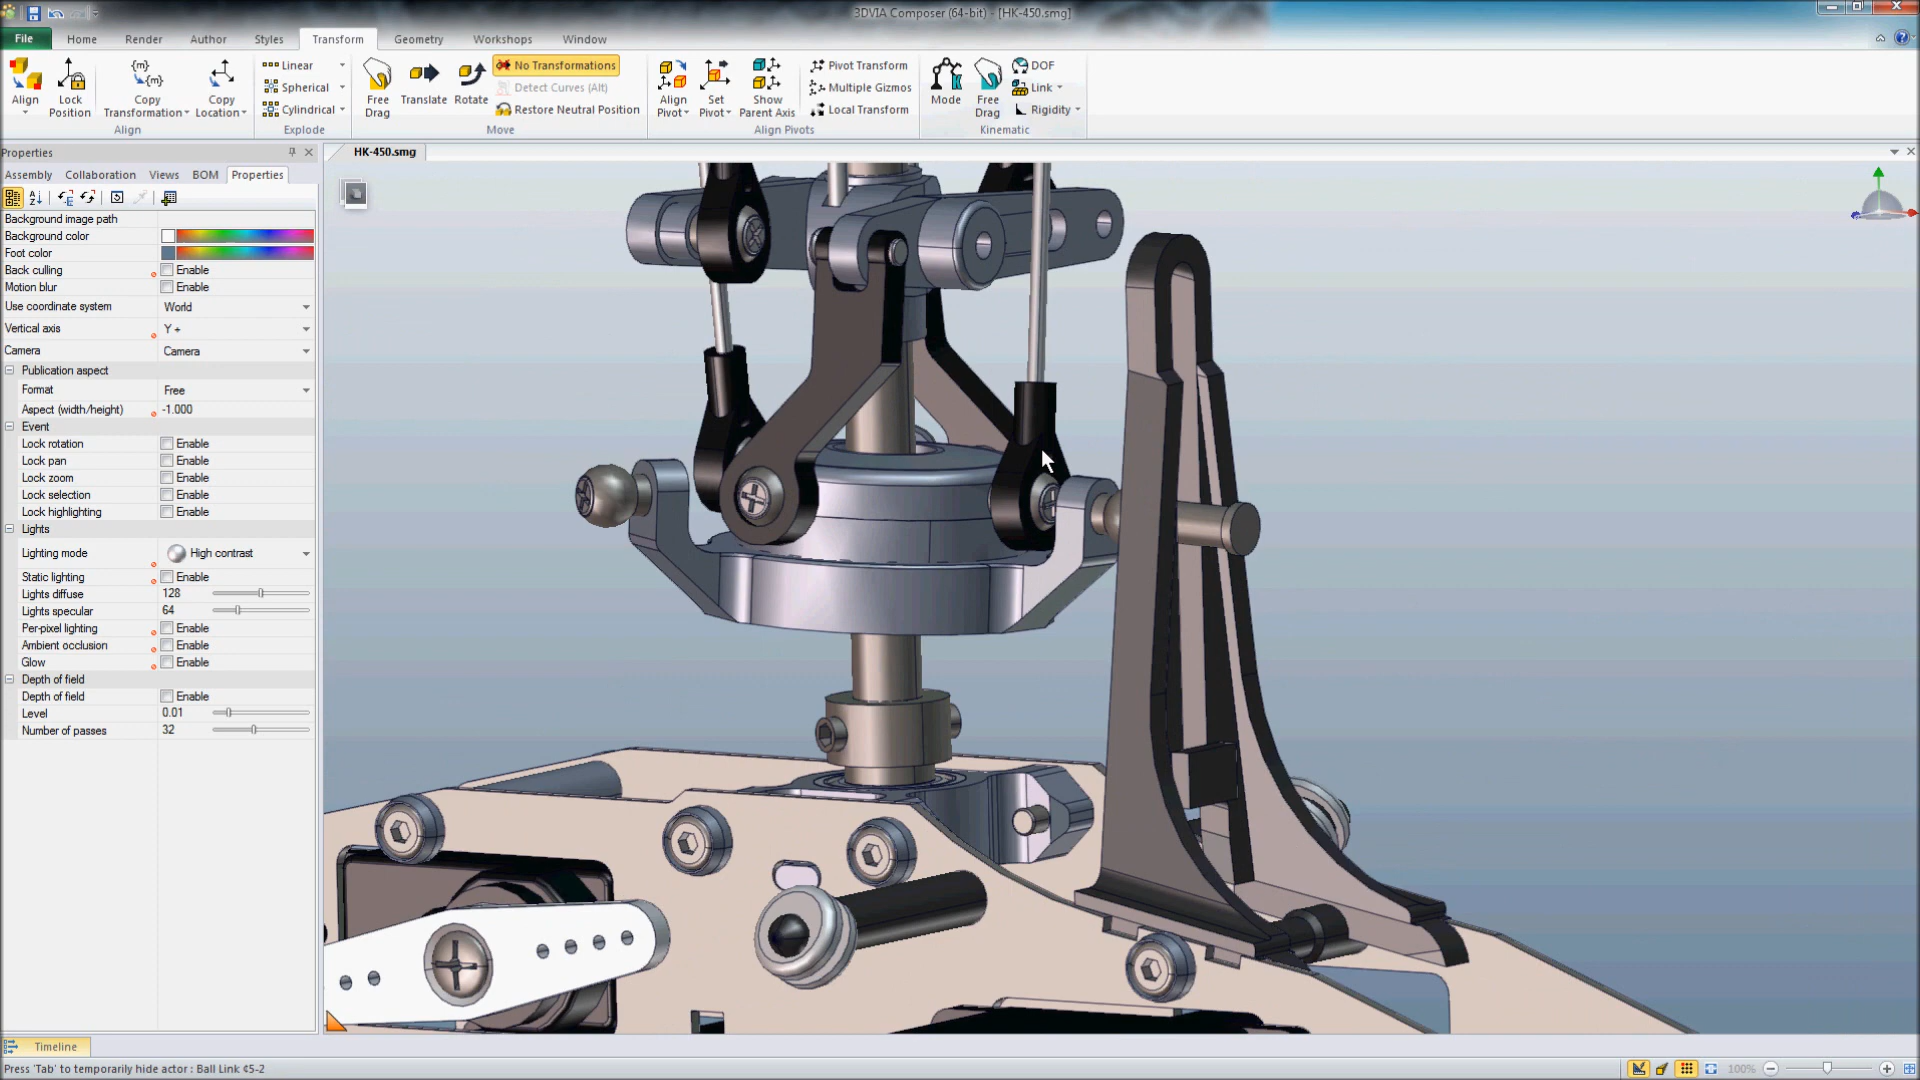 3DVIA Composer (64-bit) - [HK-450.smg]
File Home Render Author Styles Transform Geometry Workshops Window
Align
Lock Position
{m}
{m}
Copy Transformation
Copy Location
Linear
Spherical
Cylindrical
Free Drag
Translate
Rotate
No Transformations
Detect Curves (Alt)
Restore Neutral Position
Align Pivot
Set Pivot
Show Parent Axis
Pivot Transform
Multiple Gizmos
Local Transform
Mode
Free Drag
DOF
Link
Rigidity
Align Explode Move Align Pivots Kinematic
Properties
HK-450.smg
Assembly Collaboration Views BOM Properties
Background image path
Background color
Foot color
Back culling Enable
Motion blur Enable
Use coordinate system World
Vertical axis Y +
Camera Camera
Publication aspect
Format Free
Aspect (width/height) -1.000
Event
Lock rotation Enable
Lock pan Enable
Lock zoom Enable
Lock selection Enable
Lock highlighting Enable
Lights
Lighting mode High contrast
Static lighting Enable
Lights diffuse 128
Lights specular 64
Per-pixel lighting Enable
Ambient occlusion Enable
Glow Enable
Depth of field
Depth of field Enable
Level 0.01
Number of passes 32
Timeline
Press 'Tab' to temporarily hide actor : Ball Link ¢5-2
100%